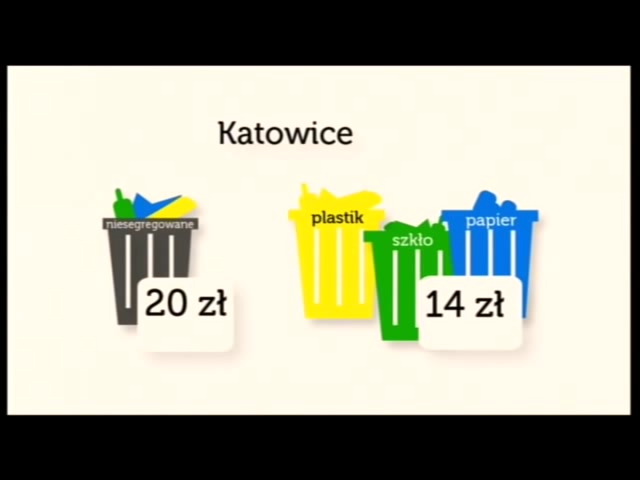 Katowice
niesegregowane
plastik
szkło
papier
20 zł
14 zł